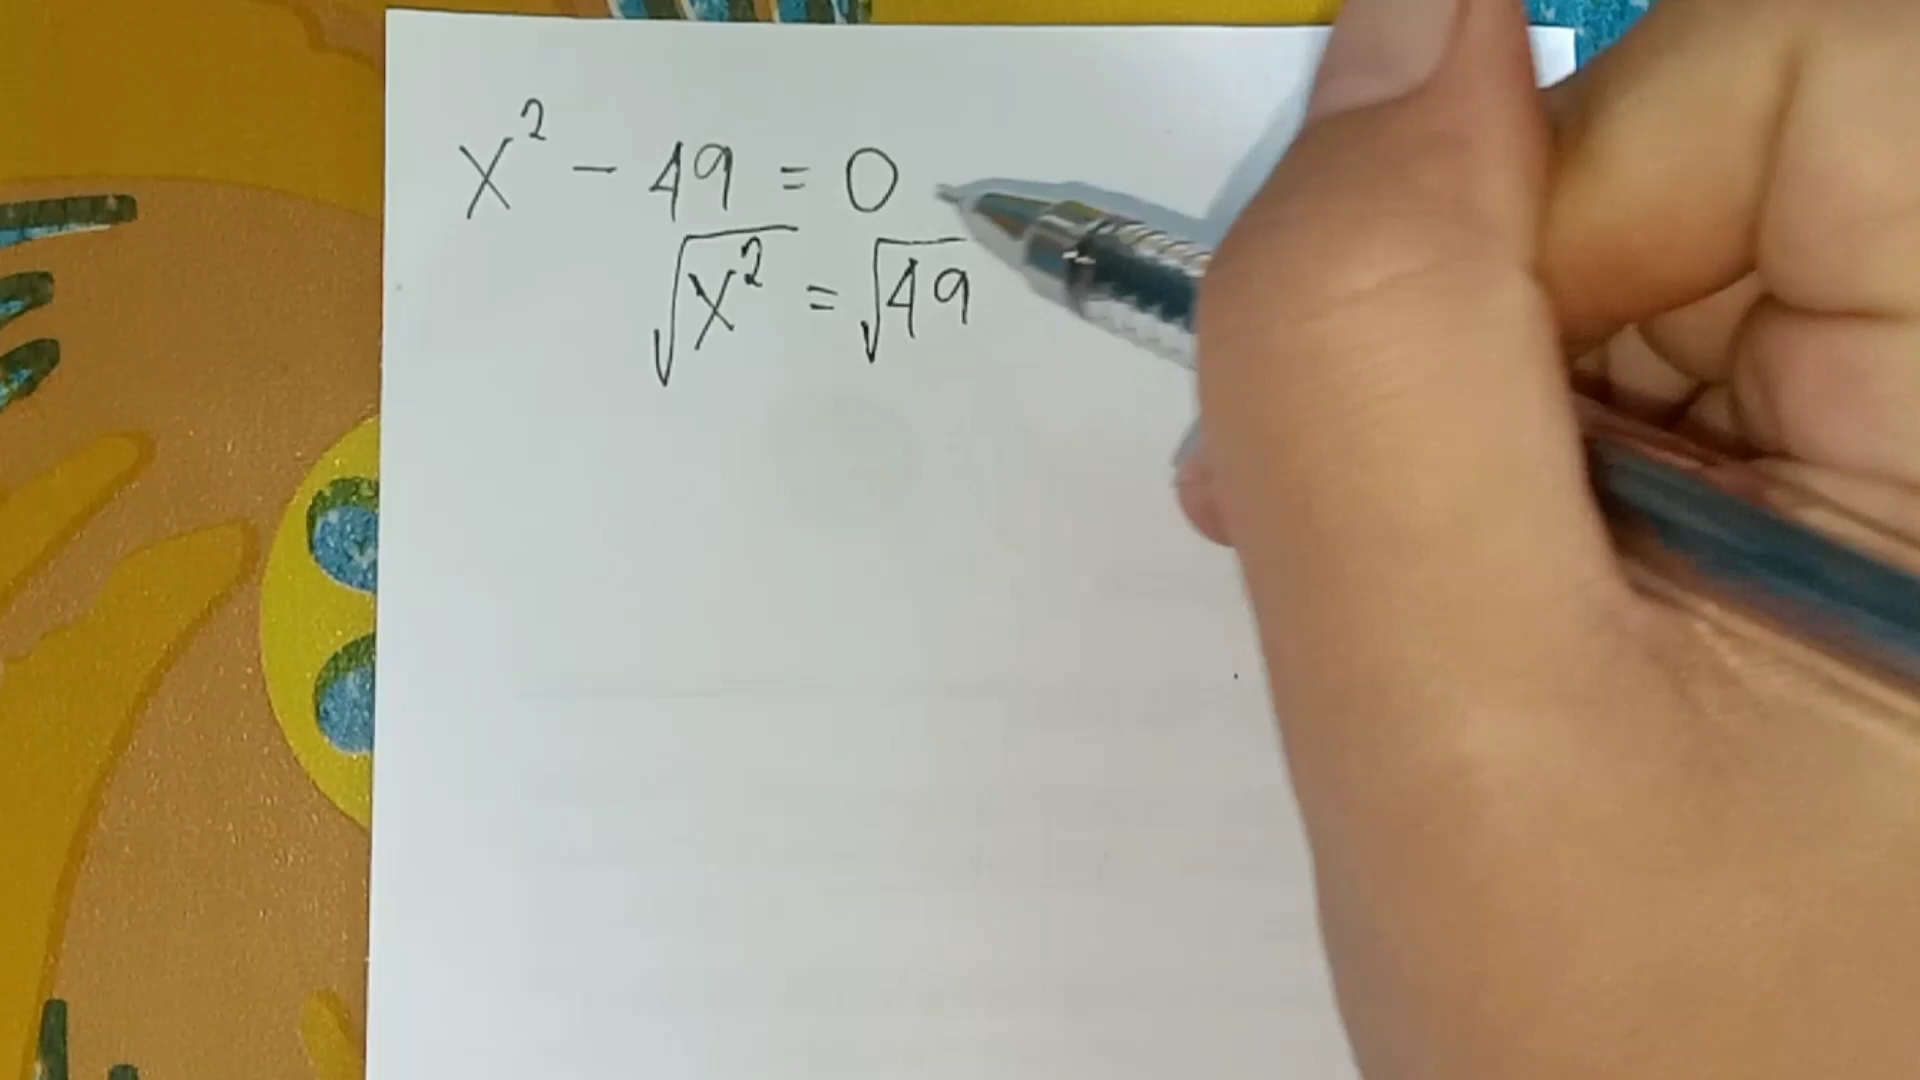 x² - 49 = 0
√x² = √49